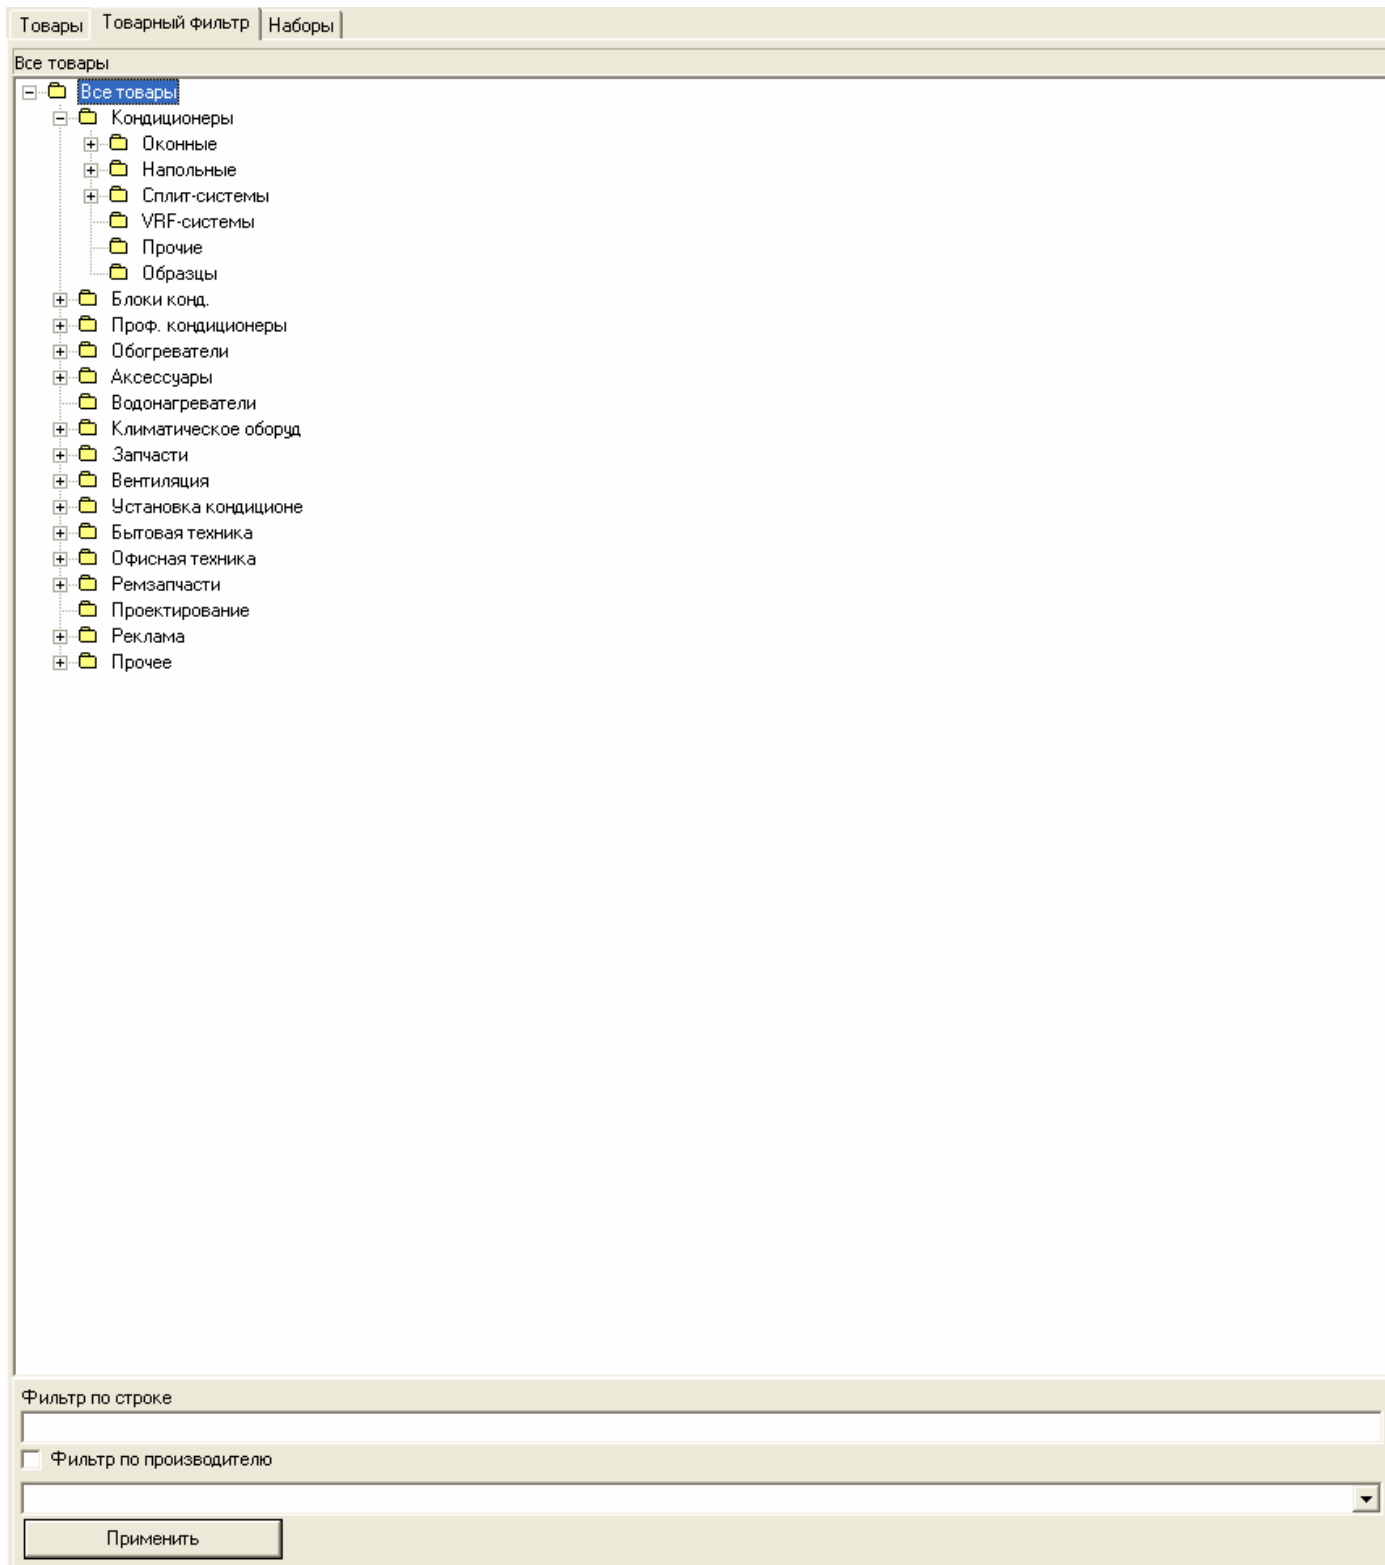 Товары Товарный фильтр Наборы
Все товары
Все товары
Кондиционеры
Оконные
Напольные
Сплит-системы
VRF-системы
Прочие
Образцы
Блоки конд.
Проф. кондиционеры
Обогреватели
Аксессуары
Водонагреватели
Климатическое оборуд
Запчасти
Вентиляция
Установка кондиционе
Бытовая техника
Офисная техника
Ремзапчасти
Проектирование
Реклама
Прочее
Фильтр по строке
Фильтр по производителю
Применить